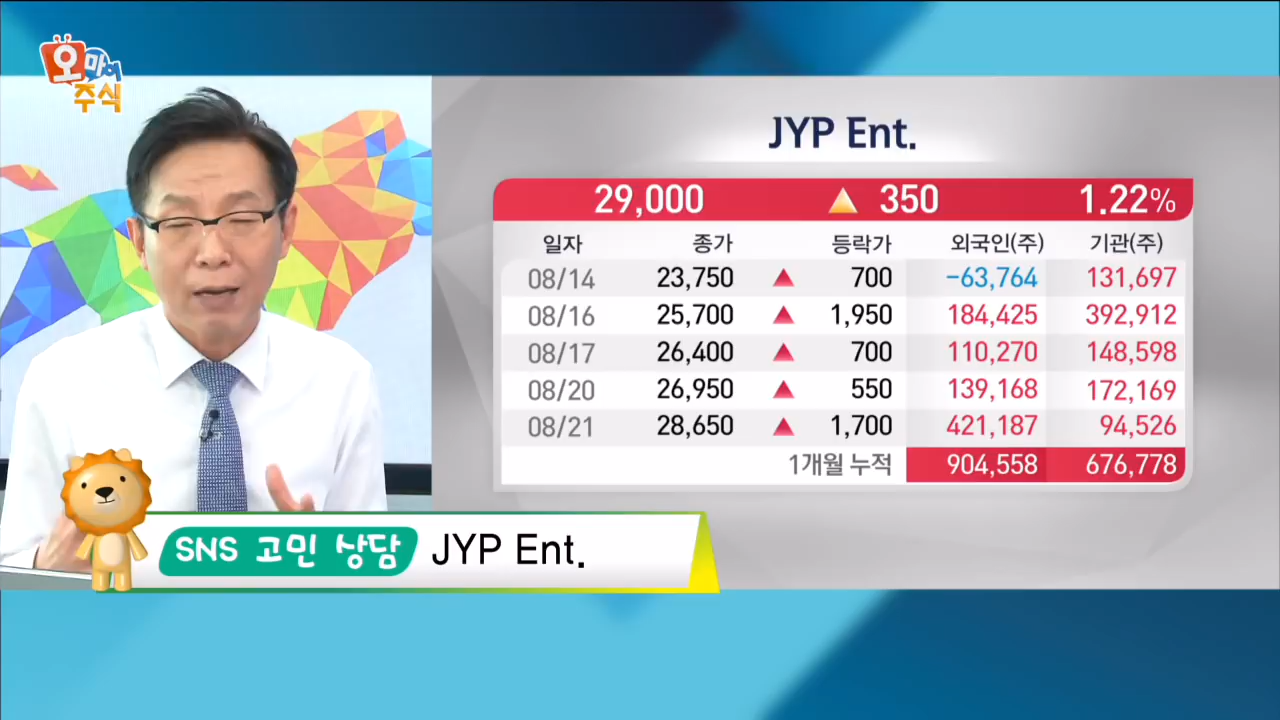 오마이
주식
JYP Ent.
29,000 ▲ 350 1.22%
일자 종가 등락가 외국인(주) 기관(주)
08/14 23,750 ▲ 700 -63,764 131,697
08/16 25,700 ▲ 1,950 184,425 392,912
08/17 26,400 ▲ 700 110,270 148,598
08/20 26,950 ▲ 550 139,168 172,169
08/21 28,650 ▲ 1,700 421,187 94,526
1개월 누적 904,558 676,778
SNS 고민 상담 JYP Ent.